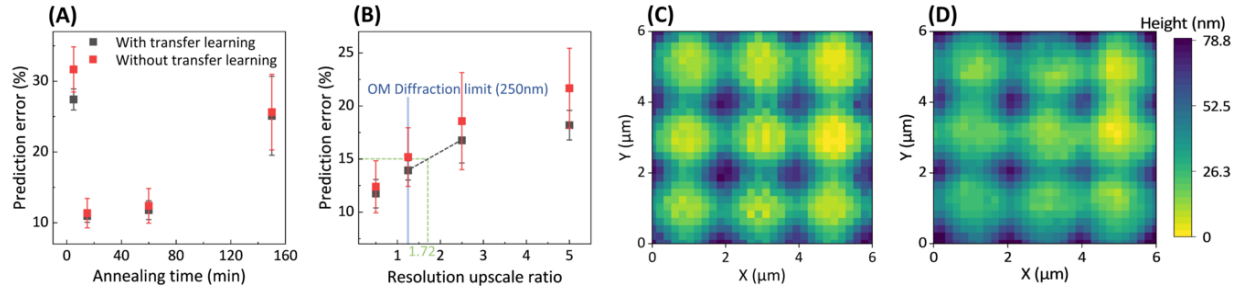 (A)
With transfer learning
Without transfer learning
Prediction error (%)
30
20
10
0
40
80
120
160
Annealing time (min)
(B)
OM Diffraction limit (250nm)
Prediction error (%)
25
20
15
10
1
1.72
2
3
4
5
Resolution upscale ratio
(C)
Y (μm)
6
4
2
0
0
2
4
6
X (μm)
(D)
Y (μm)
6
4
2
0
0
2
4
6
X (μm)
Height (nm)
78.8
52.5
26.3
0